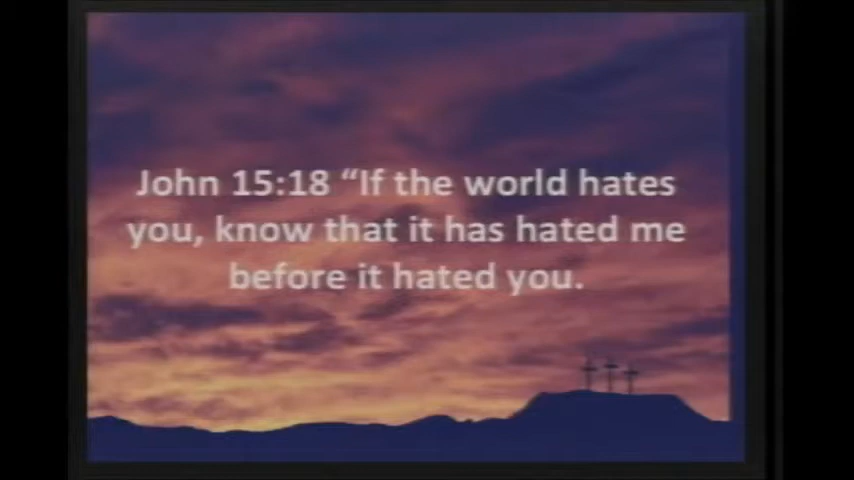 John 15:18 “If the world hates
you, know that it has hated me
before it hated you.